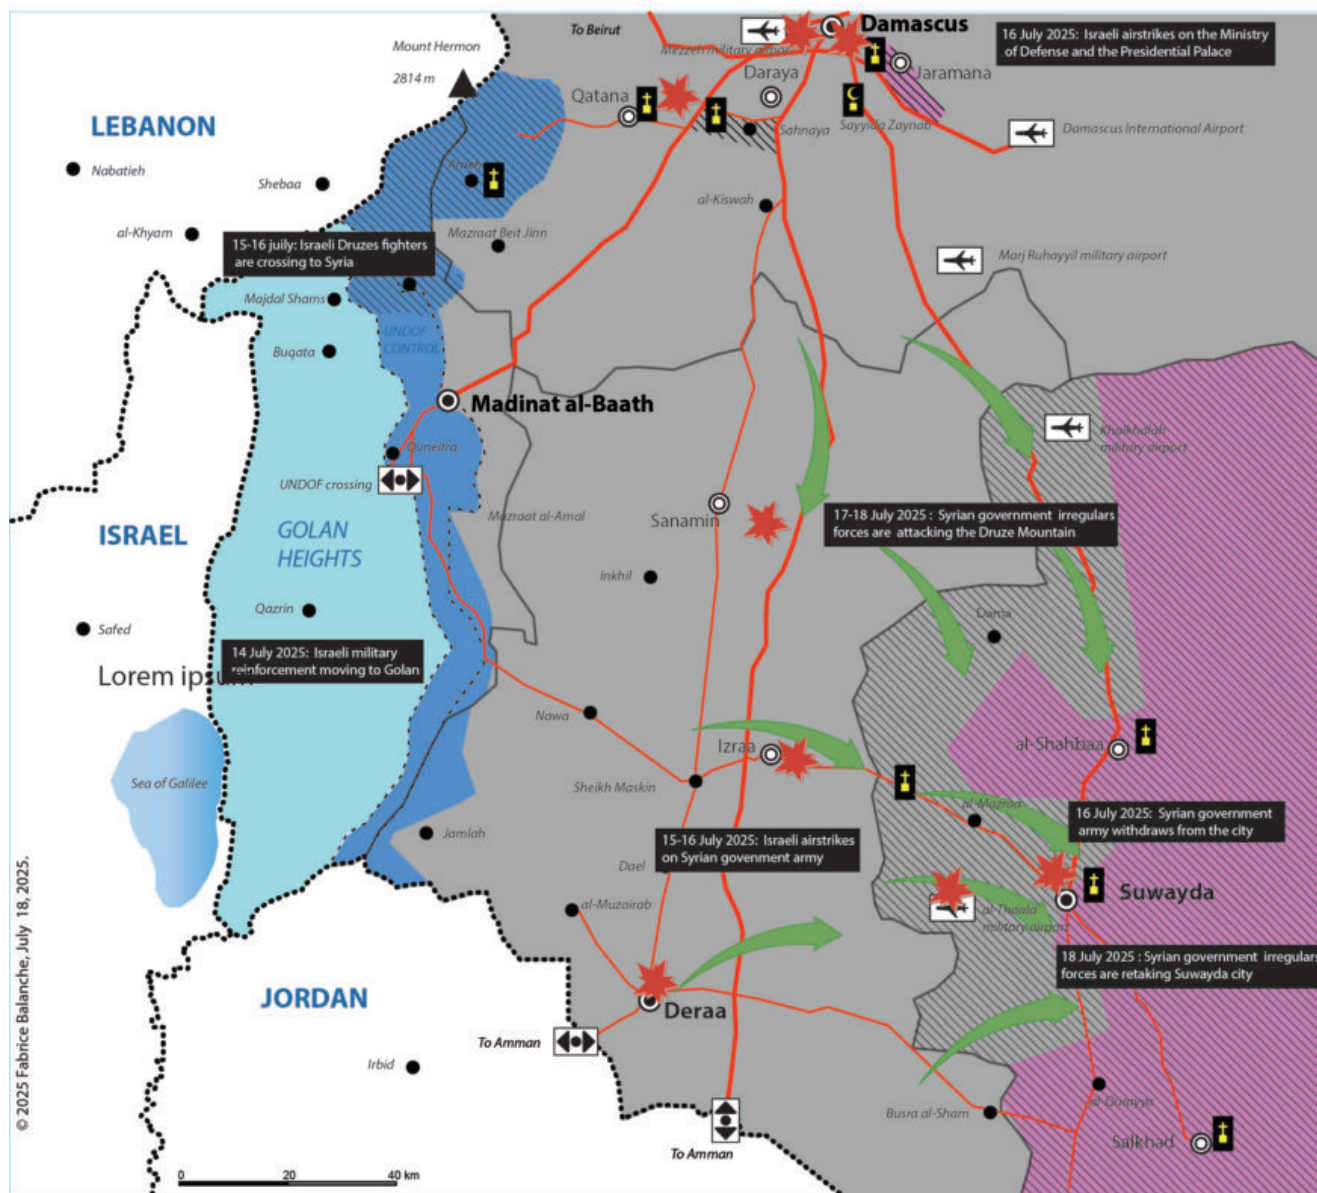 To Beirut
Damascus
16 July 2025: Israeli airstrikes on the Ministry
of Defense and the Presidential Palace
Mount Hermon
2814 m
Mezzeh military airport
Daraya
Jaramana
Qatana
Sahnaya
Sayyida Zaynab
Damascus International Airport
LEBANON
Nabatieh
Shebaa
Arneh
al-Kiswah
al-Khyam
Mazraat Beit Jinn
15-16 juily: Israeli Druzes fighters
are crossing to Syria
Marj Ruhayyil military airport
Majdal Shams
UNDOF
CONTROL
Buqata
Madinat al-Baath
Khalkhalah
military airport
Quneitra
UNDOF crossing
Mazraat al-Amal
Sanamin
17-18 July 2025 : Syrian government irregulars
forces are attacking the Druze Mountain
ISRAEL
GOLAN
HEIGHTS
Inkhil
Qazrin
Dama
Safed
14 July 2025: Israeli military
reinforcement moving to Golan
Lorem ipsum
Nawa
Izraa
al-Shahbaa
Sea of Galilee
Sheikh Maskin
al-Mazraa
16 July 2025: Syrian government
army withdraws from the city
Jamlah
15-16 July 2025: Israeli airstrikes
on Syrian govenment army
Dael
Suwayda
al-Muzairab
al-Thaala
military airport
18 July 2025 : Syrian government irregulars
forces are retaking Suwayda city
JORDAN
Deraa
To Amman
Irbid
Busra al-Sham
al-Qurayya
Salkhad
To Amman
0 20 40 km
© 2025 Fabrice Balanche, July 18, 2025.